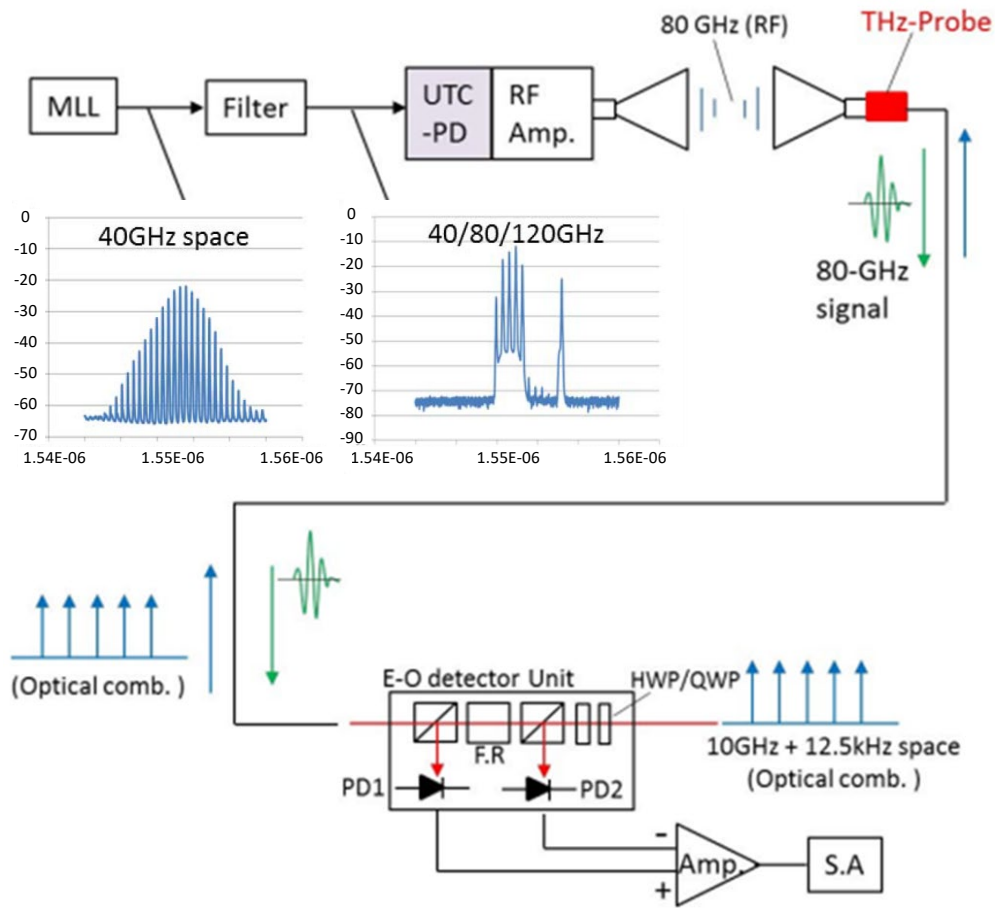 80 GHz (RF)
THz-Probe
MLL
Filter
UTC
-PD
RF
Amp.
80-GHz
signal
40GHz space
0
-10
-20
-30
-40
-50
-60
-70
1.54E-06
1.55E-06
1.56E-06
40/80/120GHz
0
-10
-20
-30
-40
-50
-60
-70
-80
-90
1.54E-06
1.55E-06
1.56E-06
(Optical comb. )
E-O detector Unit
HWP/QWP
F.R
PD1
PD2
10GHz + 12.5kHz space
(Optical comb. )
-
+
Amp.
S.A